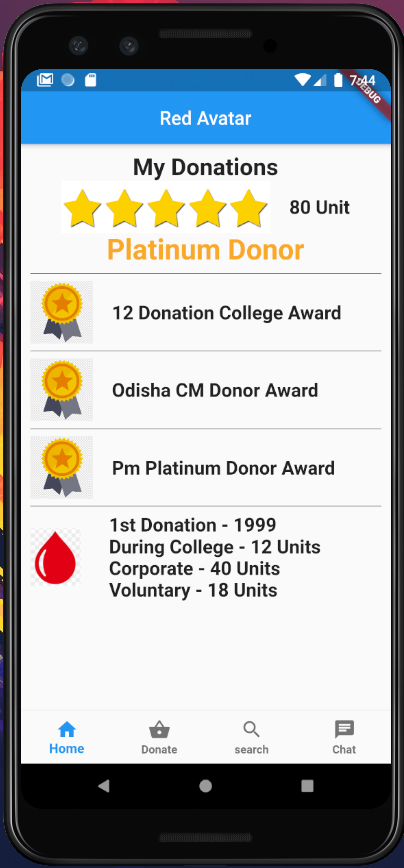 7:44
DEBUG
Red Avatar
My Donations
80 Unit
Platinum Donor
12 Donation College Award
Odisha CM Donor Award
Pm Platinum Donor Award
1st Donation - 1999
During College - 12 Units
Corporate - 40 Units
Voluntary - 18 Units
Home Donate search Chat